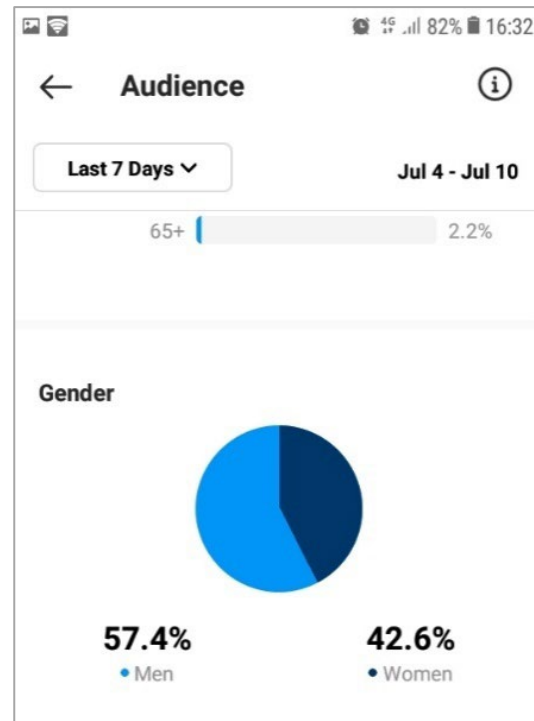 4G 82% 16:32
Audience
Last 7 Days Jul 4 - Jul 10
65+ 2.2%
Gender
57.4% 42.6%
Men Women